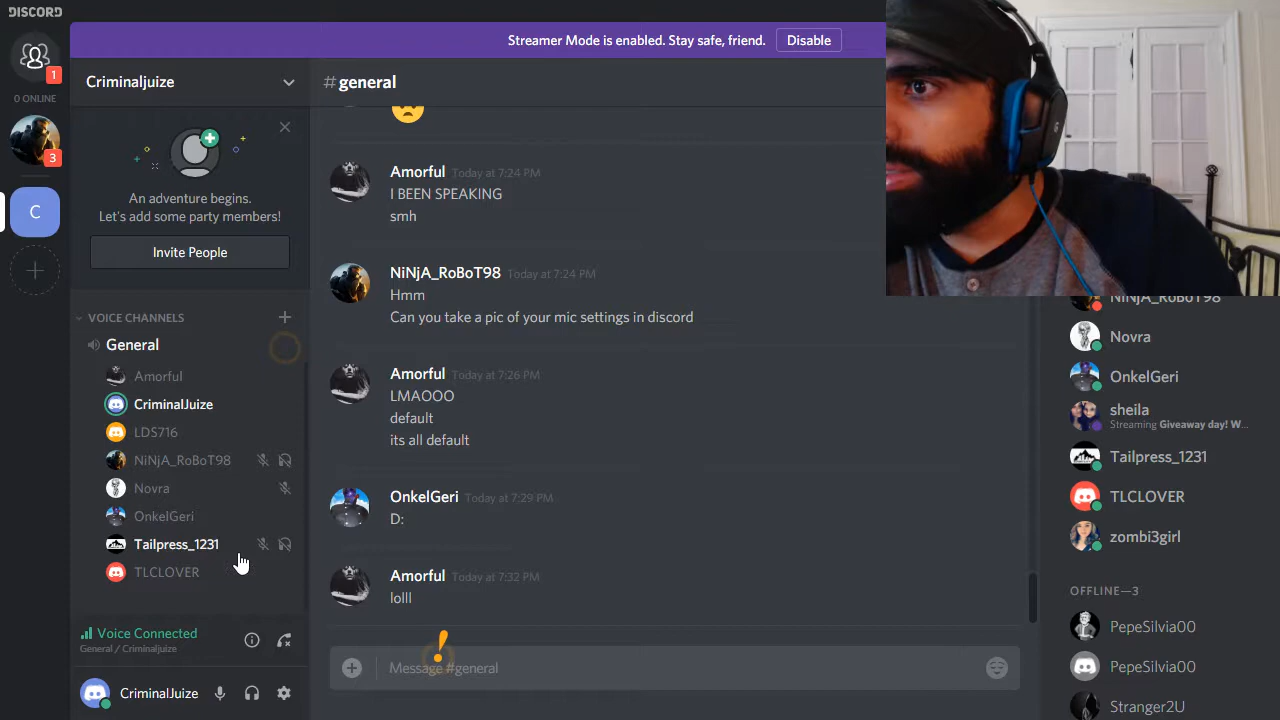 DISCORD
Streamer Mode is enabled. Stay safe, friend.
Disable
1
0 ONLINE
3
C
Criminaljuize
An adventure begins.
Let's add some party members!
Invite People
VOICE CHANNELS
General
Amorful
CriminalJuize
LDS716
NiNjA_RoBoT98
Novra
OnkelGeri
Tailpress_1231
TLCLOVER
Voice Connected
General / Criminaljuize
CriminalJuize
# general
Amorful Today at 7:24 PM
I BEEN SPEAKING
smh
NiNjA_RoBoT98 Today at 7:24 PM
Hmm
Can you take a pic of your mic settings in discord
Amorful Today at 7:26 PM
LMAOOO
default
its all default
OnkelGeri Today at 7:29 PM
D:
Amorful Today at 7:32 PM
lolll
Message #general
NiNjA_RoBoT98
Novra
OnkelGeri
sheila
Streaming Giveaway day! W...
Tailpress_1231
TLCLOVER
zombi3girl
OFFLINE—3
PepeSilvia00
PepeSilvia00
Stranger2U